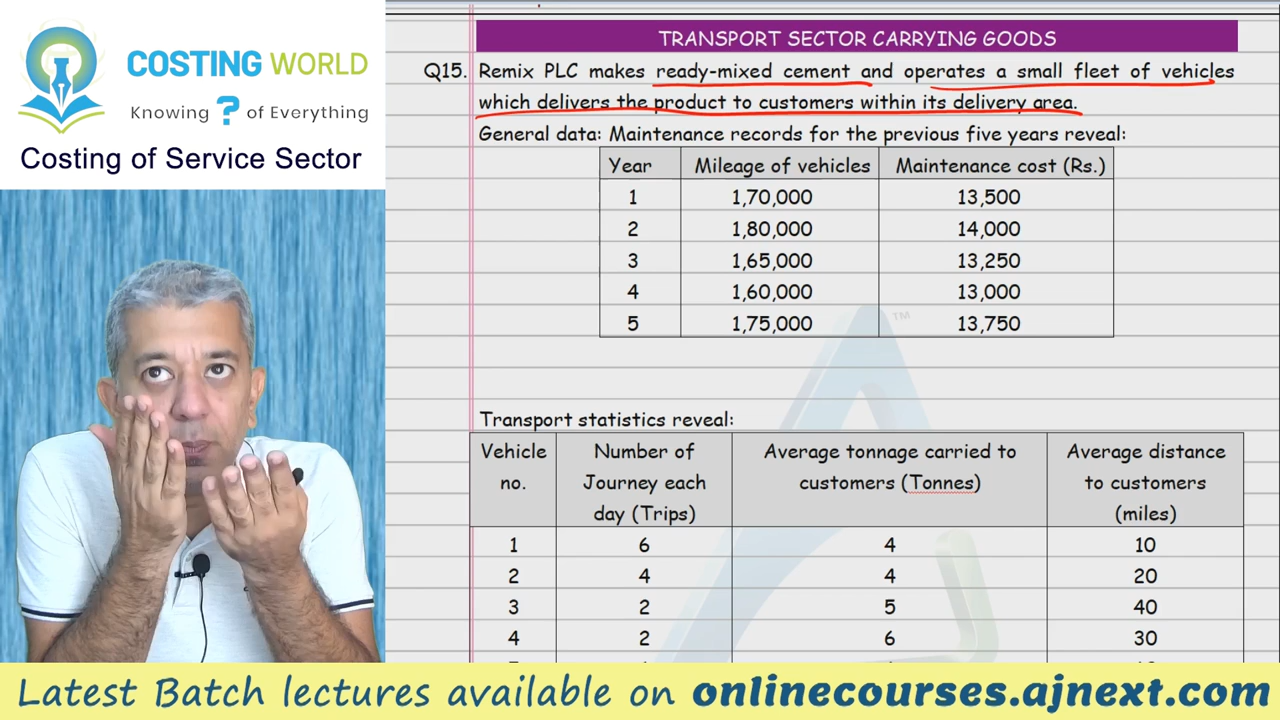 COSTING WORLD
Knowing ? of Everything
Costing of Service Sector
TRANSPORT SECTOR CARRYING GOODS
Q15. Remix PLC makes ready-mixed cement and operates a small fleet of vehicles
which delivers the product to customers within its delivery area.
General data: Maintenance records for the previous five years reveal:
Year Mileage of vehicles Maintenance cost (Rs.)
1 1,70,000 13,500
2 1,80,000 14,000
3 1,65,000 13,250
4 1,60,000 13,000
5 1,75,000 13,750
TM
Transport statistics reveal:
Vehicle no. Number of Journey each day (Trips) Average tonnage carried to customers (Tonnes) Average distance to customers (miles)
1 6 4 10
2 4 4 20
3 2 5 40
4 2 6 30
Latest Batch lectures available on onlinecourses.ajnext.com